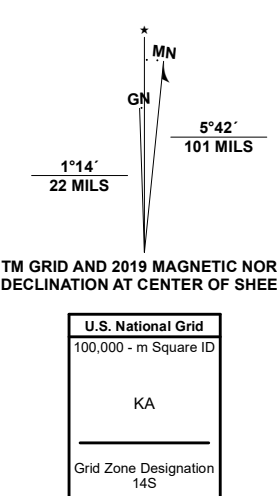 ★
MN
GN
5°42´
101 MILS
1°14´
22 MILS
TM GRID AND 2019 MAGNETIC NOR
DECLINATION AT CENTER OF SHEE
U.S. National Grid
100,000 - m Square ID
KA
Grid Zone Designation
14S